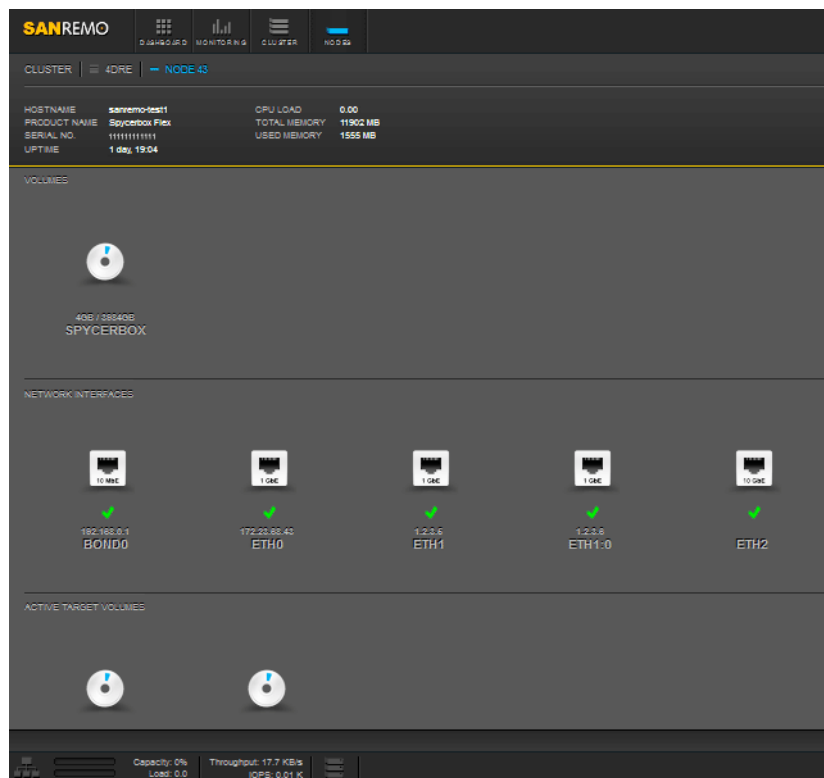 SANREMO
DASHBOARD MONITORING CLUSTER NODES
CLUSTER 4DRE NODE 43
HOSTNAME sanremo-test1 CPU LOAD 0.00
PRODUCT NAME Spycerbox Flex TOTAL MEMORY 11902 MB
SERIAL NO. 111111111111 USED MEMORY 1555 MB
UPTIME 1 day, 19:04
VOLUMES
4GB /
SPYCERBOX
NETWORK INTERFACES
10 MbE 1 GbE 1 GbE 1 GbE 10 GbE
192.168.0.1 1.2.3.5 1.2.3.6
BOND0 ETH0 ETH1 ETH1:0 ETH2
ACTIVE TARGET VOLUMES
Capacity: 0% Throughput: 17.7 KB/s
Load: 0.0 IOPS: 0.01 K